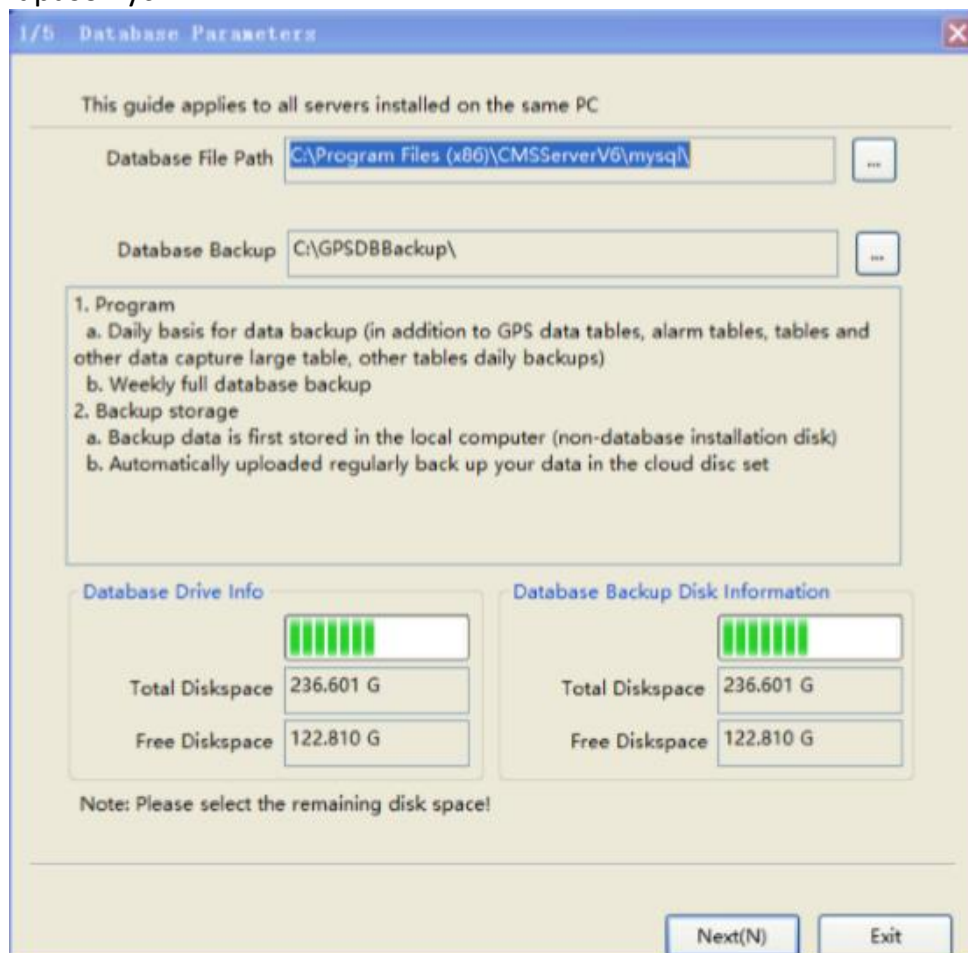 1/5 Database Parameters
This guide applies to all servers installed on the same PC
Database File Path C:\Program Files (x86)\CMSServerV6\mysql\ ...
Database Backup C:\GPSDBBackup\ ...
1. Program
a. Daily basis for data backup (in addition to GPS data tables, alarm tables, tables and
other data capture large table, other tables daily backups)
b. Weekly full database backup
2. Backup storage
a. Backup data is first stored in the local computer (non-database installation disk)
b. Automatically uploaded regularly back up your data in the cloud disc set
Database Drive Info
Total Diskspace 236.601 G
Free Diskspace 122.810 G
Database Backup Disk Information
Total Diskspace 236.601 G
Free Diskspace 122.810 G
Note: Please select the remaining disk space!
Next(N) Exit